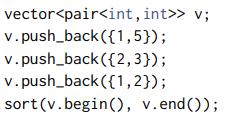 vector<pair<int,int>> v;
v.push_back({1,5});
v.push_back({2,3});
v.push_back({1,2});
sort(v.begin(), v.end());